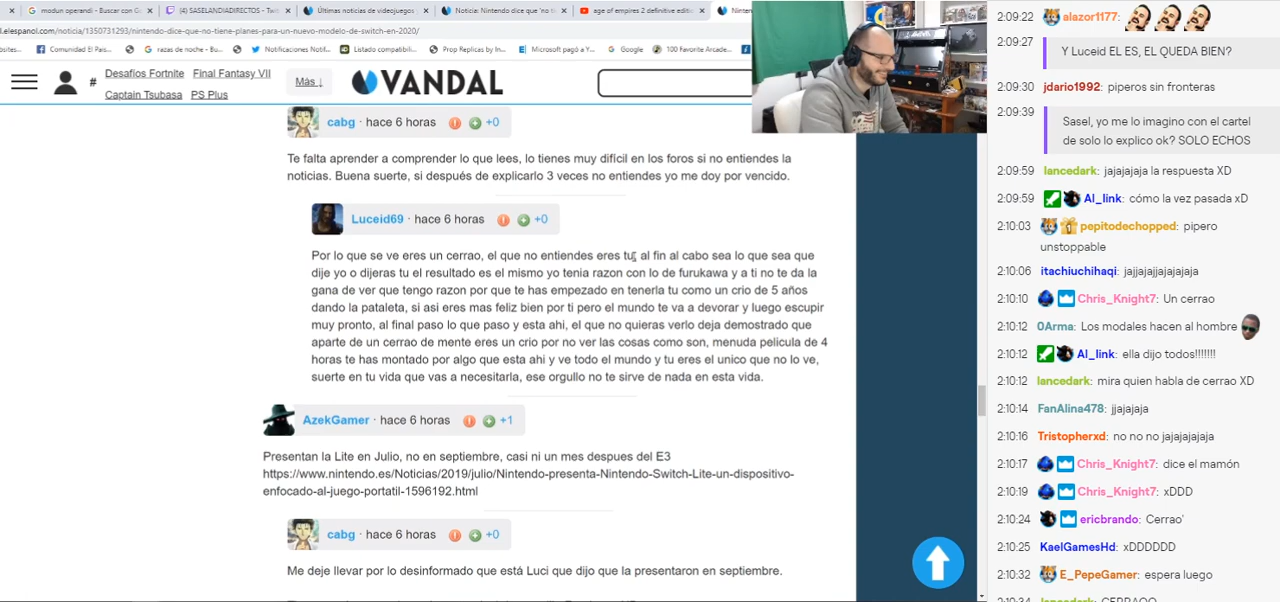 modun operandi - Buscar con G
(4) SASELANDIADIRECTOS - Twit
Últimas noticias de videojuegos
Noticia: Nintendo dice que 'no ti
age of empires 2 definitive editi
Ninten
l.elespanol.com/noticia/1350731293/nintendo-dice-que-no-tiene-planes-para-un-nuevo-modelo-de-switch-en-2020/
sites...
Comunidad El Pais...
razas de noche - Bu...
Twitch
Notificaciones Notif...
Listado compatibili...
Prop Replicas by In...
Microsoft pagó a Y...
Google
100 Favorite Arcade...
# Desafíos Fortnite Final Fantasy VII
Captain Tsubasa PS Plus
Más ↓
VANDAL
cabg · hace 6 horas +0
Te falta aprender a comprender lo que lees, lo tienes muy difícil en los foros si no entiendes la
noticias. Buena suerte, si después de explicarlo 3 veces no entiendes yo me doy por vencido.
Luceid69 · hace 6 horas +0
Por lo que se ve eres un cerrao, el que no entiendes eres tu, al fin al cabo sea lo que sea que
dije yo o dijeras tu el resultado es el mismo yo tenia razon con lo de furukawa y a ti no te da la
gana de ver que tengo razon por que te has empezado en tenerla tu como un crio de 5 años
dando la pataleta, si asi eres mas feliz bien por ti pero el mundo te va a devorar y luego escupir
muy pronto, al final paso lo que paso y esta ahi, el que no quieras verlo deja demostrado que
aparte de un cerrao de mente eres un crio por no ver las cosas como son, menuda pelicula de 4
horas te has montado por algo que esta ahi y ve todo el mundo y tu eres el unico que no lo ve,
suerte en tu vida que vas a necesitarla, ese orgullo no te sirve de nada en esta vida.
AzekGamer · hace 6 horas +1
Presentan la Lite en Julio, no en septiembre, casi ni un mes despues del E3
https://www.nintendo.es/Noticias/2019/julio/Nintendo-presenta-Nintendo-Switch-Lite-un-dispositivo-
enfocado-al-juego-portatil-1596192.html
cabg · hace 6 horas +0
Me deje llevar por lo desinformado que está Luci que dijo que la presentaron en septiembre.
2:09:22 alazor1177:
2:09:27 Y Luceid EL ES, EL QUEDA BIEN?
2:09:30 jdario1992: piperos sin fronteras
2:09:39 Sasel, yo me lo imagino con el cartel
de solo lo explico ok? SOLO ECHOS
2:09:59 lancedark: jajajajaja la respuesta XD
2:09:59 Al_link: cómo la vez pasada xD
2:10:03 pepitodechopped: pipero
unstoppable
2:10:06 itachiuchihaqi: jajjajajjajajajaja
2:10:10 Chris_Knight7: Un cerrao
2:10:12 0Arma: Los modales hacen al hombre
2:10:12 Al_link: ella dijo todos!!!!!!!
2:10:12 lancedark: mira quien habla de cerrao XD
2:10:14 FanAlina478: jjajajaja
2:10:16 Tristopherxd: no no no jajajajajaja
2:10:17 Chris_Knight7: dice el mamón
2:10:19 Chris_Knight7: xDDD
2:10:24 ericbrando: Cerrao'
2:10:25 KaelGamesHd: xDDDDDD
2:10:32 E_PepeGamer: espera luego
2:10:34 lancedark: CERRAOO